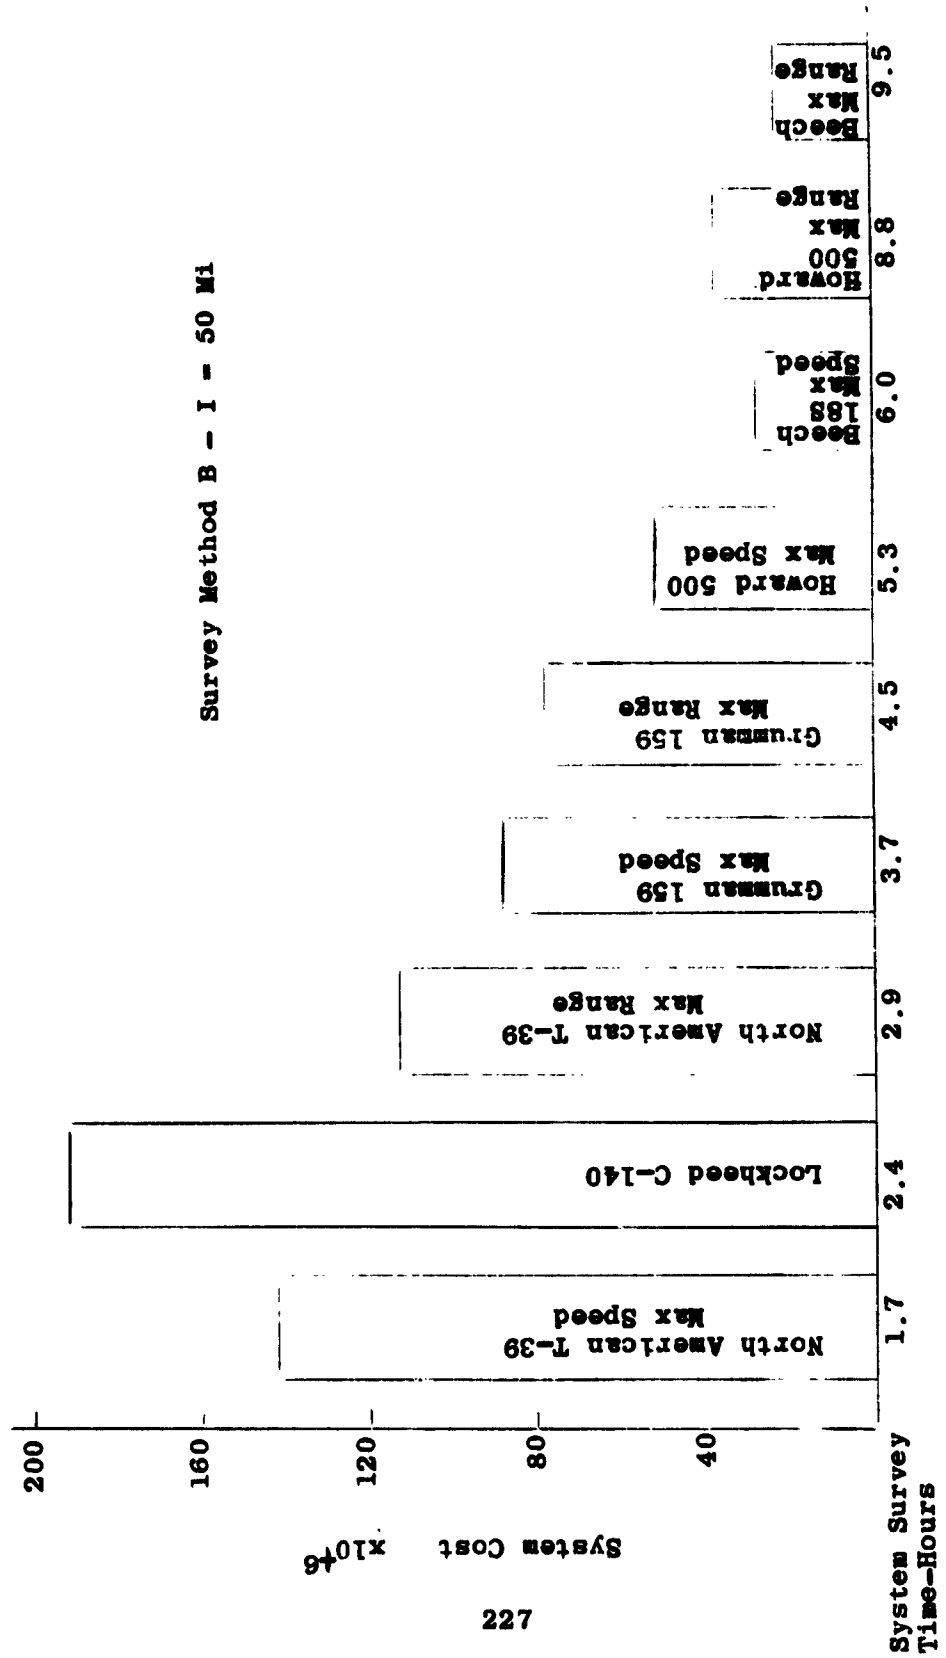 Survey Method B - I = 50 Mi
System Cost x10+6
200
160
120
80
40
North American T-39
Max Speed
Lockheed C-140
North American T-39
Max Range
Grumman 159
Max Speed
Grumman 159
Max Range
Howard 500
Max Speed
Beech
18S
Max
Speed
Howard
500
Max
Range
Beech
Max
Range
System Survey
Time-Hours
1.7
2.4
2.9
3.7
4.5
5.3
6.0
8.8
9.5
227